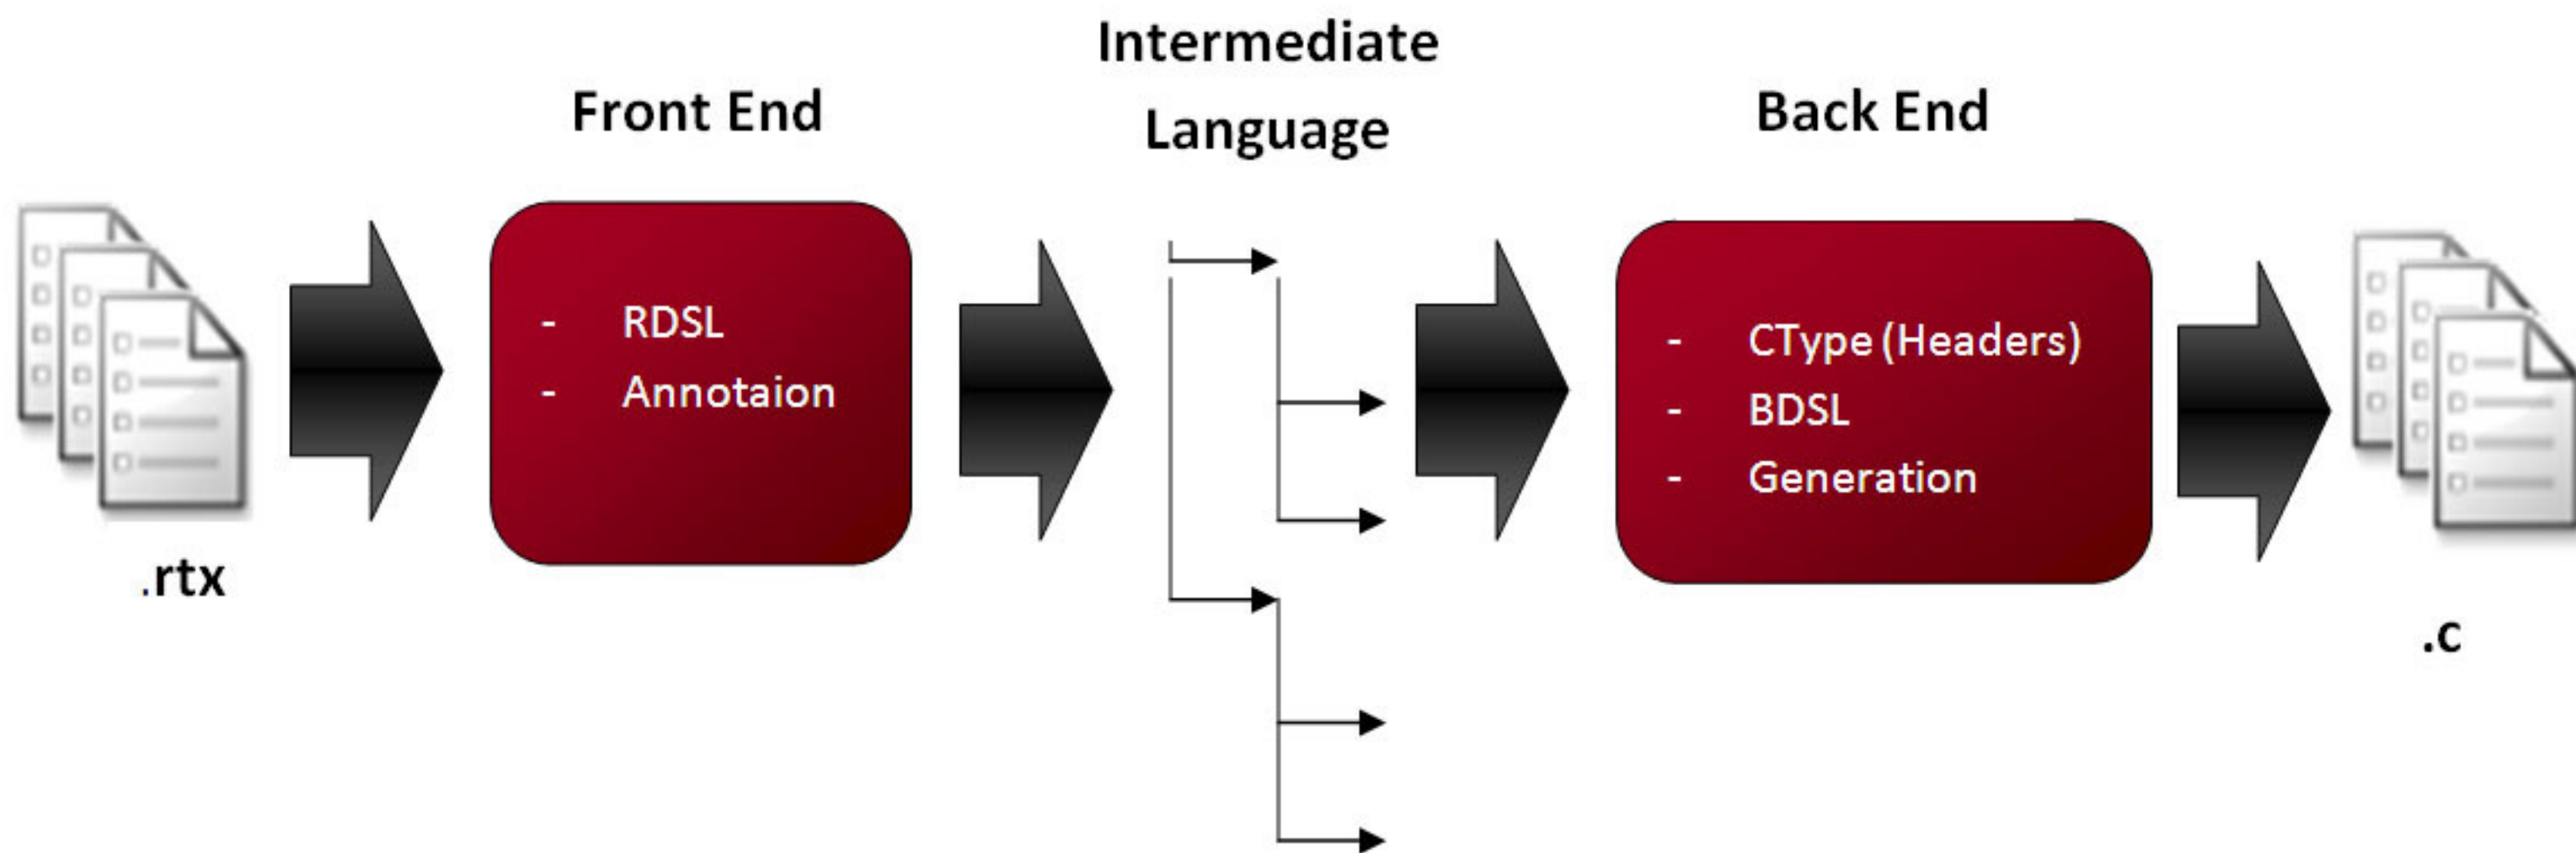 Intermediate
Language
Front End
Back End
- RDSL
- Annotaion
- CType (Headers)
- BDSL
- Generation
.rtx
.c